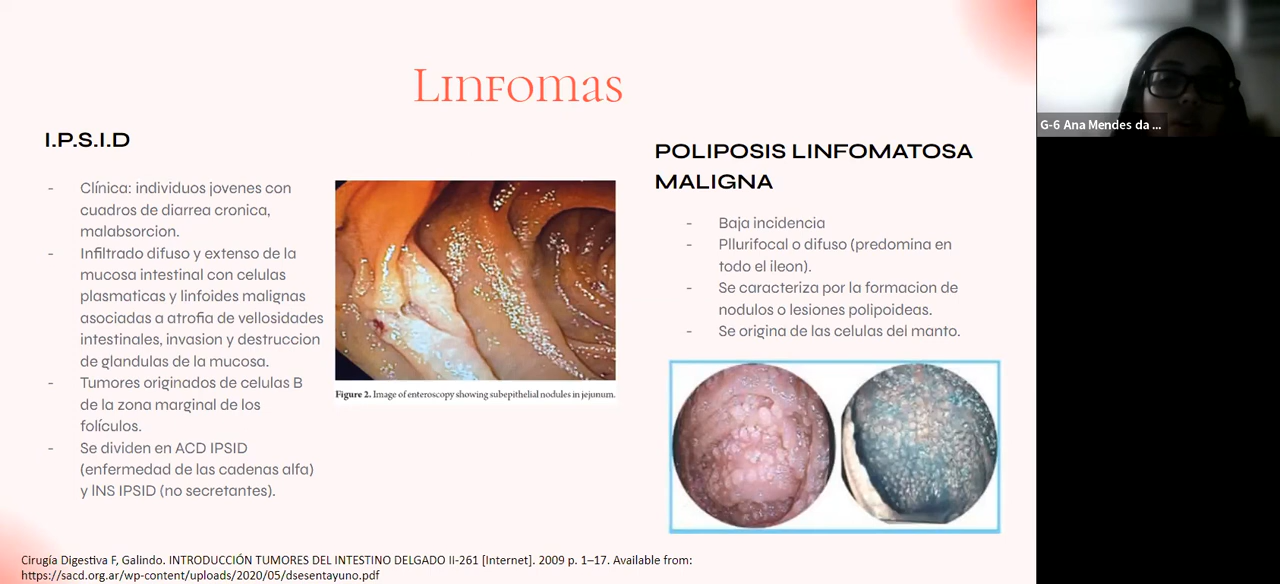 Linfomas
I.P.S.I.D
- Clínica: individuos jovenes con
cuadros de diarrea cronica,
malabsorcion.
- Infiltrado difuso y extenso de la
mucosa intestinal con celulas
plasmaticas y linfoides malignas
asociadas a atrofia de vellosidades
intestinales, invasion y destruccion
de glandulas de la mucosa.
- Tumores originados de celulas B
de la zona marginal de los
folículos.
- Se dividen en ACD IPSID
(enfermedad de las cadenas alfa)
y INS IPSID (no secretantes).
Figure 2. Image of enteroscopy showing subepithelial nodules in jejunum.
POLIPOSIS LINFOMATOSA
MALIGNA
- Baja incidencia
- Pllurifocal o difuso (predomina en
todo el ileon).
- Se caracteriza por la formacion de
nodulos o lesiones polipoideas.
- Se origina de las celulas del manto.
Cirugía Digestiva F, Galindo. INTRODUCCIÓN TUMORES DEL INTESTINO DELGADO II-261 [Internet]. 2009 p. 1–17. Available from:
https://sacd.org.ar/wp-content/uploads/2020/05/dsesentayuno.pdf
G-6 Ana Mendes da ...